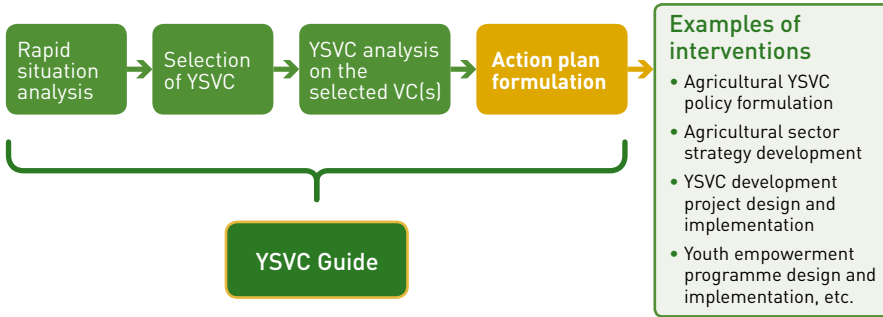 Rapid
situation
analysis
Selection
of YSVC
YSVC analysis
on the
selected VC(s)
Action plan
formulation
Examples of
interventions
• Agricultural YSVC
policy formulation
• Agricultural sector
strategy development
• YSVC development
project design and
implementation
• Youth empowerment
programme design and
implementation, etc.
YSVC Guide